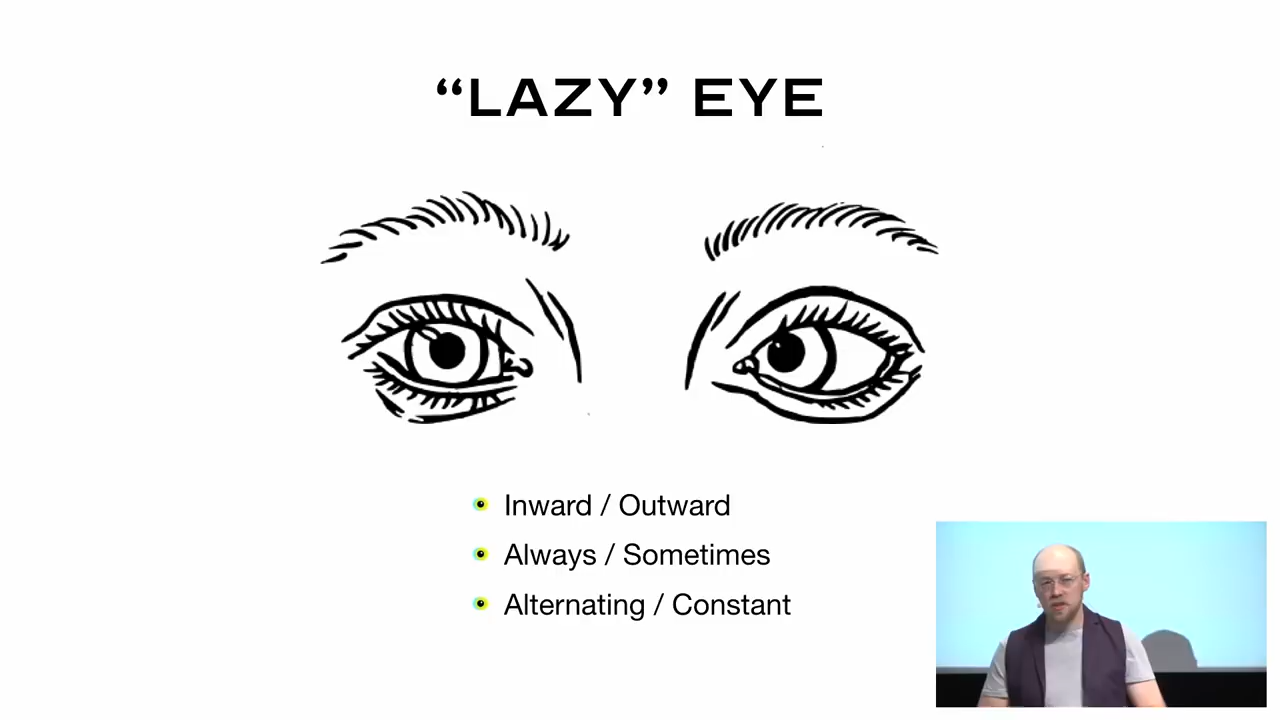 “LAZY” EYE
Inward / Outward
Always / Sometimes
Alternating / Constant